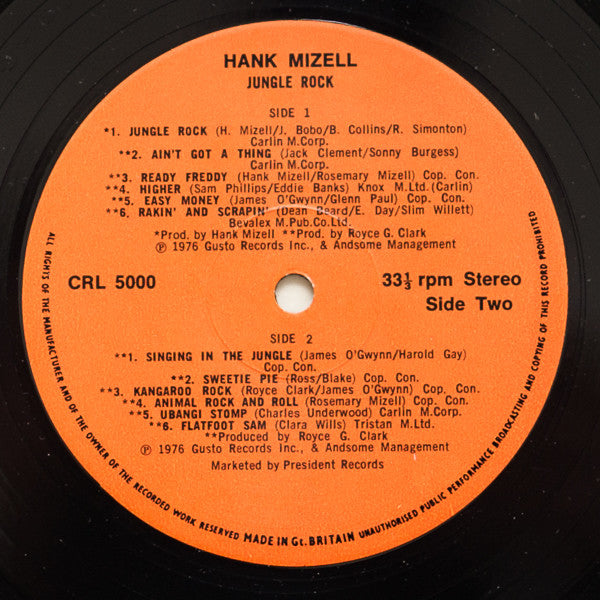 HANK MIZELL
JUNGLE ROCK
SIDE 1
*1. JUNGLE ROCK (H. Mizell/J. Bobo/B. Collins/R. Simonton)
Carlin M.Corp.
**2. AIN'T GOT A THING (Jack Clement/Sonny Burgess)
Carlin M.Corp.
**3. READY FREDDY (Hank Mizell/Rosemary Mizell) Cop. Con.
**4. HIGHER (Sam Phillips/Eddie Banks) Knox M.Ltd.(Carlin)
**5. EASY MONEY (James O'Gwynn/Glenn Paul) Cop. Con.
**6. RAKIN' AND SCRAPIN' (Dean Beard/E. Day/Slim Willett)
Bevalex M.Pub.Co.Ltd.
*Prod. by Hank Mizell **Prod. by Royce G. Clark
℗ 1976 Gusto Records Inc., & Andsome Management
CRL 5000
33⅓ rpm Stereo
Side Two
SIDE 2
**1. SINGING IN THE JUNGLE (James O'Gwynn/Harold Gay)
Cop. Con.
**2. SWEETIE PIE (Ross/Blake) Cop. Con.
**3. KANGAROO ROCK (Royce Clark/James O'Gwynn) Cop. Con.
**4. ANIMAL ROCK AND ROLL (Rosemary Mizell) Cop. Con.
**5. UBANGI STOMP (Charles Underwood) Carlin M.Corp.
**6. FLATFOOT SAM (Clara Wills) Tristan M.Ltd.
**Produced by Royce G. Clark
℗ 1976 Gusto Records Inc., & Andsome Management
Marketed by President Records
ALL RIGHTS OF THE MANUFACTURER AND OF THE OWNER OF THE RECORDED WORK RESERVED MADE IN Gt. BRITAIN UNAUTHORISED PUBLIC PERFORMANCE BROADCASTING AND COPYING OF THIS RECORD PROHIBITED